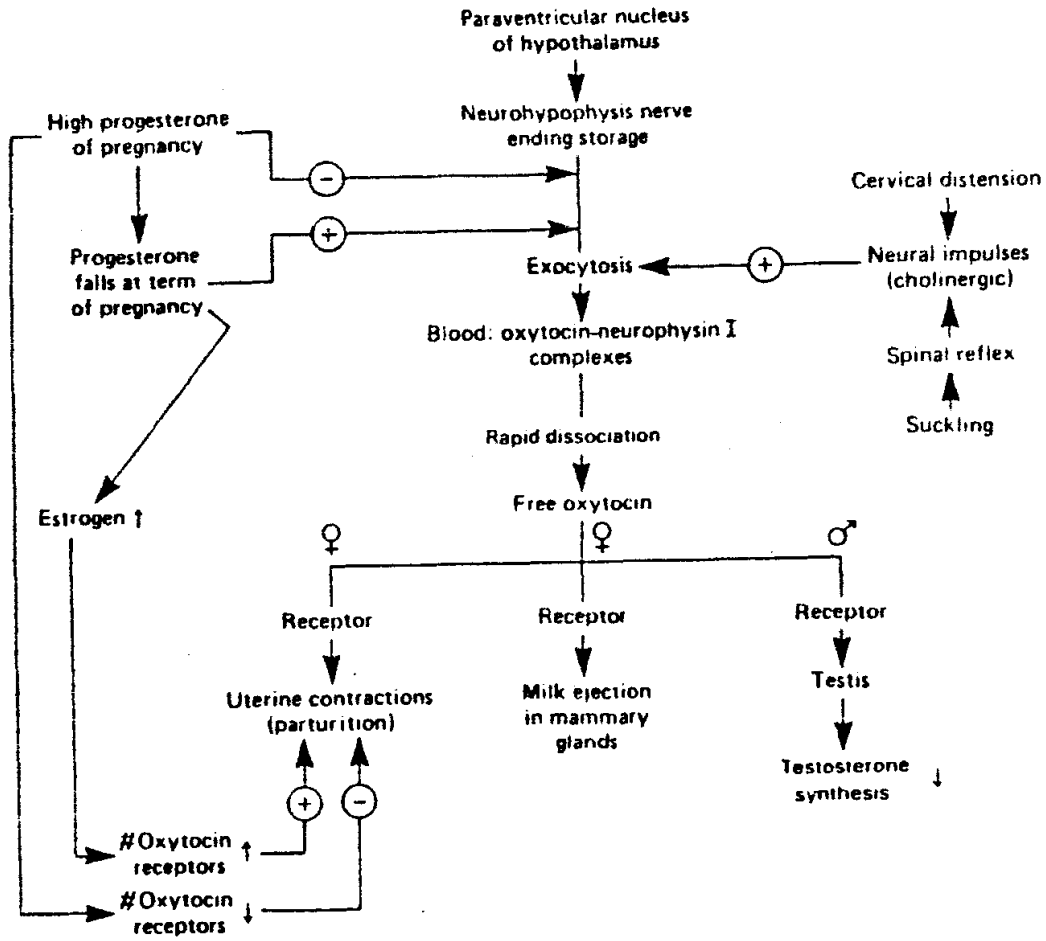 Paraventricular nucleus
of hypothalamus
Neurohypophysis nerve
ending storage
High progesterone
of pregnancy
−
Cervical distension
+
Progesterone
falls at term
of pregnancy
Exocytosis
+
Neural impulses
(cholinergic)
Blood: oxytocin–neurophysin I
complexes
Spinal reflex
Suckling
Rapid dissociation
Free oxytocin
Estrogen ↑
♀
♀
♂
Receptor
Receptor
Receptor
Uterine contractions
(parturition)
Milk ejection
in mammary
glands
Testis
Testosterone ↓
synthesis
+
−
#Oxytocin ↑
receptors
#Oxytocin ↓
receptors